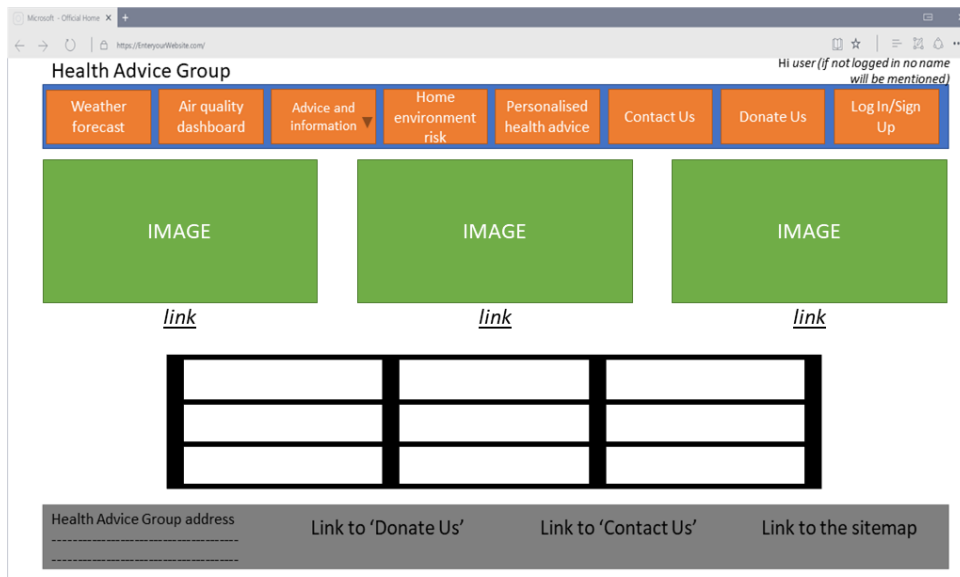 Microsoft - Official Home
https://EnteryourWebsite.com/
Health Advice Group
Hi user (if not logged in no name
will be mentioned)
Weather
forecast
Air quality
dashboard
Advice and
information
Home
environment
risk
Personalised
health advice
Contact Us
Donate Us
Log In/Sign
Up
IMAGE
IMAGE
IMAGE
link
link
link
Health Advice Group address
Link to ‘Donate Us’
Link to ‘Contact Us’
Link to the sitemap